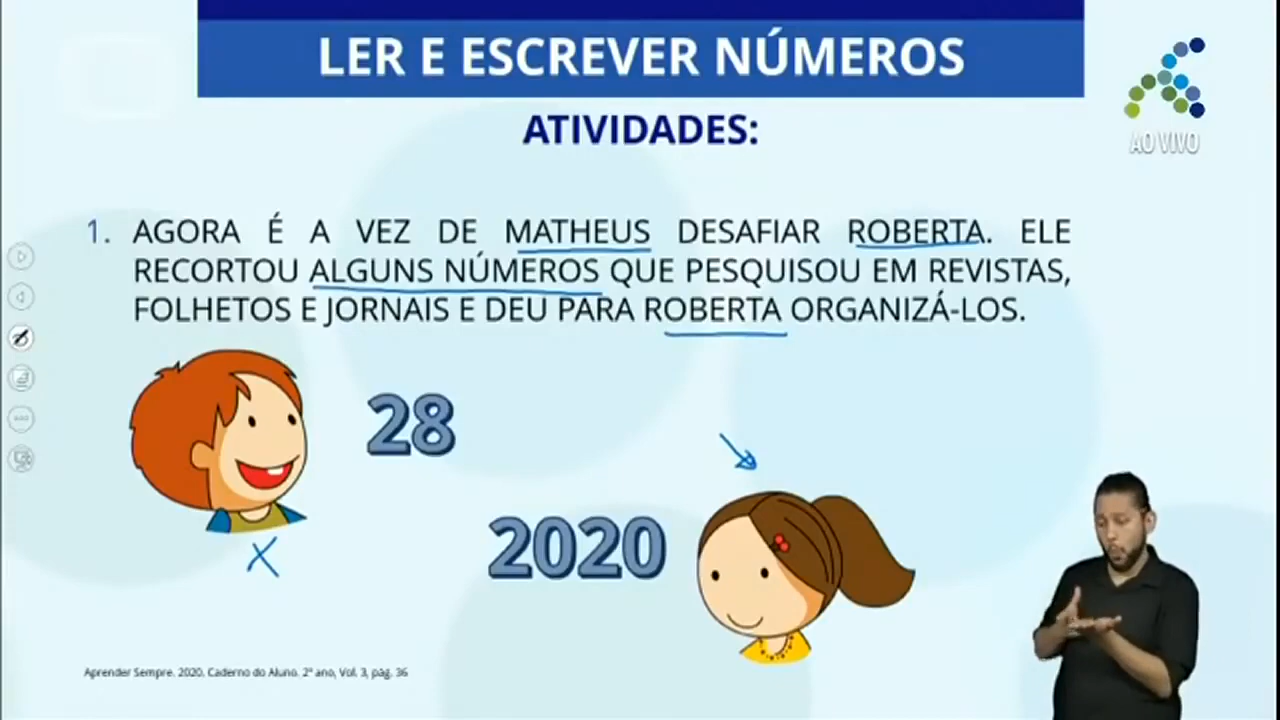 LER E ESCREVER NÚMEROS
ATIVIDADES:
AO VIVO
1. AGORA É A VEZ DE MATHEUS DESAFIAR ROBERTA. ELE
RECORTOU ALGUNS NÚMEROS QUE PESQUISOU EM REVISTAS,
FOLHETOS E JORNAIS E DEU PARA ROBERTA ORGANIZÁ-LOS.
28
2020
X
Aprender Sempre. 2020. Caderno do Aluno. 2º ano, Vol. 3, pág. 36